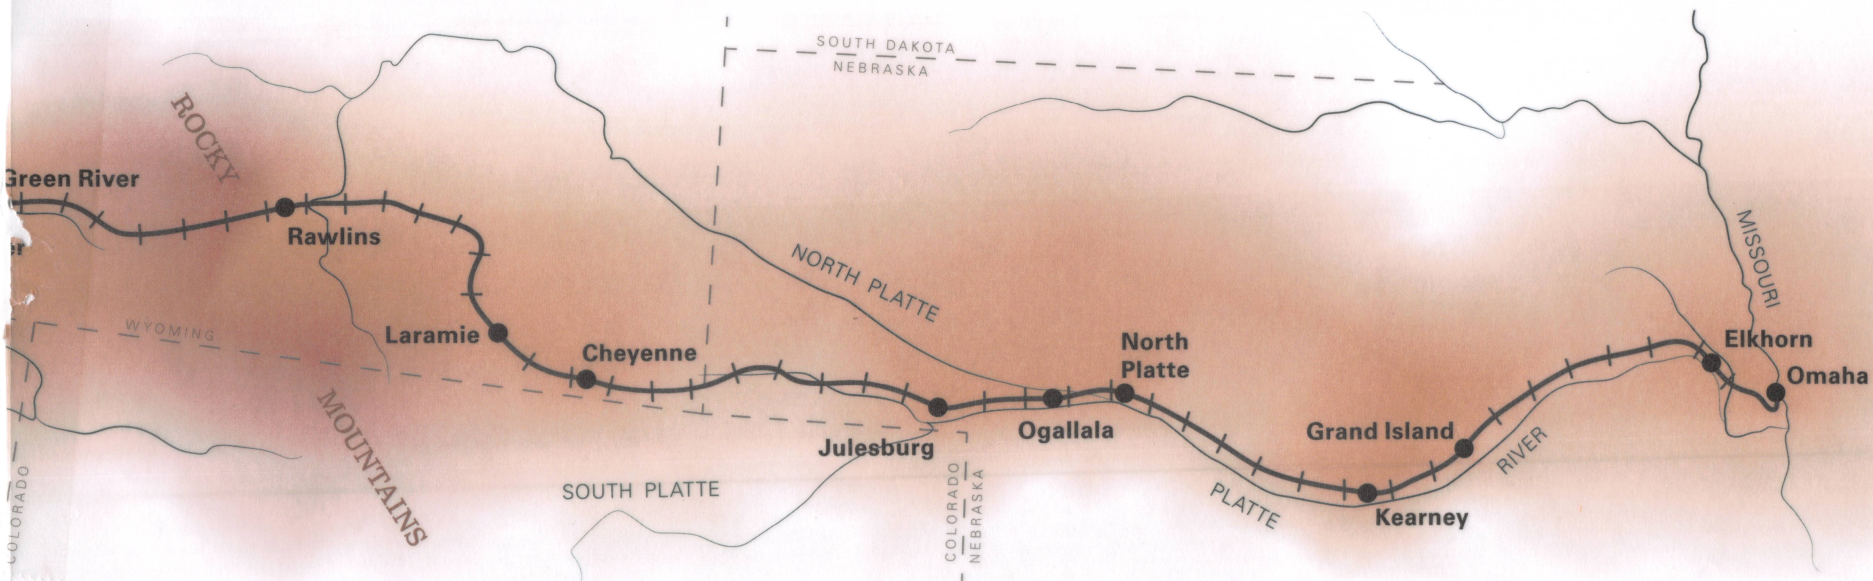 SOUTH DAKOTA
NEBRASKA
ROCKY
Green River
Rawlins
er
MISSOURI
NORTH PLATTE
WYOMING
Laramie
Cheyenne
North
Platte
Elkhorn
Omaha
MOUNTAINS
Julesburg
Ogallala
Grand Island
RIVER
SOUTH PLATTE
PLATTE
Kearney
COLORADO
COLORADO
NEBRASKA